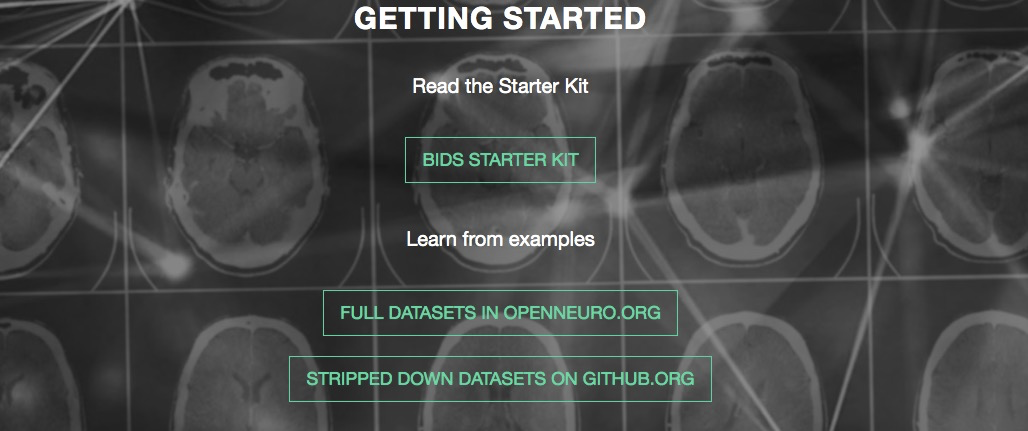 GETTING STARTED
Read the Starter Kit
BIDS STARTER KIT
Learn from examples
FULL DATASETS IN OPENNEURO.ORG
STRIPPED DOWN DATASETS ON GITHUB.ORG